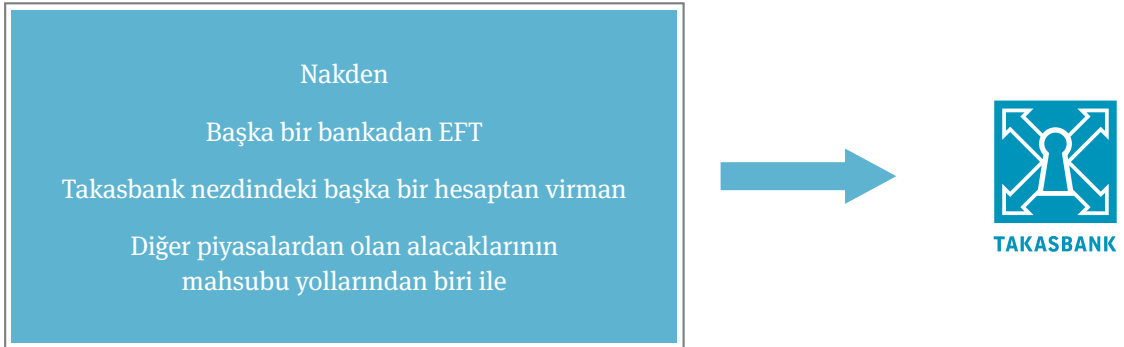 Nakden
Başka bir bankadan EFT
Takasbank nezdindeki başka bir hesaptan virman
Diğer piyasalardan olan alacaklarının
mahsubu yollarından biri ile
TAKASBANK